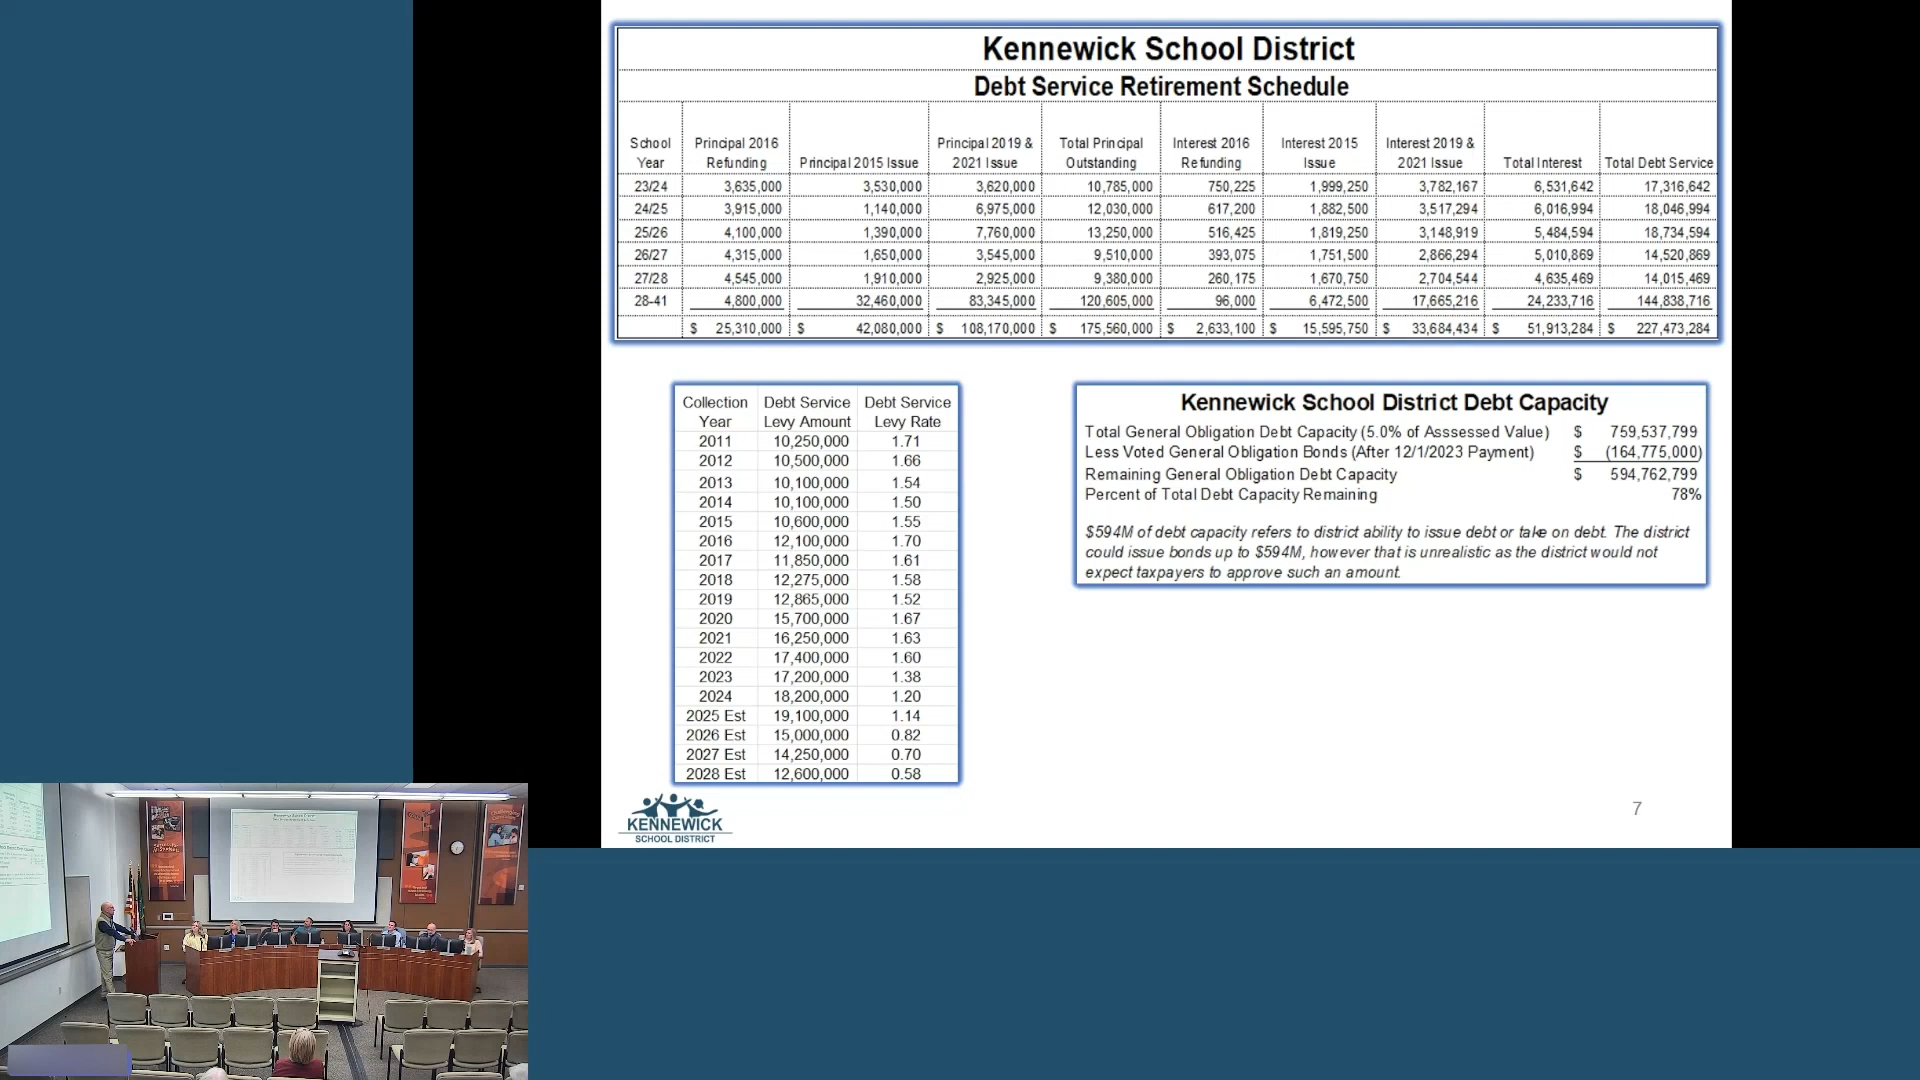 Kennewick School District
Debt Service Retirement Schedule
School Year Principal 2016 Refunding Principal 2015 Issue Principal 2019 & 2021 Issue Total Principal Outstanding Interest 2016 Refunding Interest 2015 Issue Interest 2019 & 2021 Issue Total Interest Total Debt Service
23/24 3,635,000 3,530,000 3,620,000 10,785,000 750,225 1,999,250 3,782,167 6,531,642 17,316,642
24/25 3,915,000 1,140,000 6,975,000 12,030,000 617,200 1,882,500 3,517,294 6,016,994 18,046,994
25/26 4,100,000 1,390,000 7,760,000 13,250,000 516,425 1,819,250 3,148,919 5,484,594 18,734,594
26/27 4,315,000 1,650,000 3,545,000 9,510,000 393,075 1,751,500 2,866,294 5,010,869 14,520,869
27/28 4,545,000 1,910,000 2,925,000 9,380,000 260,175 1,670,750 2,704,544 4,635,469 14,015,469
28-41 4,800,000 32,460,000 83,345,000 120,605,000 96,000 6,472,500 17,665,216 24,233,716 144,838,716
$ 25,310,000 $ 42,080,000 $ 108,170,000 $ 175,560,000 $ 2,633,100 $ 15,595,750 $ 33,684,434 $ 51,913,284 $ 227,473,284
Collection Year Debt Service Levy Amount Debt Service Levy Rate
2011 10,250,000 1.71
2012 10,500,000 1.66
2013 10,100,000 1.54
2014 10,100,000 1.50
2015 10,600,000 1.55
2016 12,100,000 1.70
2017 11,850,000 1.61
2018 12,275,000 1.58
2019 12,865,000 1.52
2020 15,700,000 1.67
2021 16,250,000 1.63
2022 17,400,000 1.60
2023 17,200,000 1.38
2024 18,200,000 1.20
2025 Est 19,100,000 1.14
2026 Est 15,000,000 0.82
2027 Est 14,250,000 0.70
2028 Est 12,600,000 0.58
Kennewick School District Debt Capacity
Total General Obligation Debt Capacity (5.0% of Asssessed Value) $ 759,537,799
Less Voted General Obligation Bonds (After 12/1/2023 Payment) $ (164,775,000)
Remaining General Obligation Debt Capacity $ 594,762,799
Percent of Total Debt Capacity Remaining 78%
$594M of debt capacity refers to district ability to issue debt or take on debt. The district
could issue bonds up to $594M, however that is unrealistic as the district would not
expect taxpayers to approve such an amount.
KENNEWICK
SCHOOL DISTRICT
7